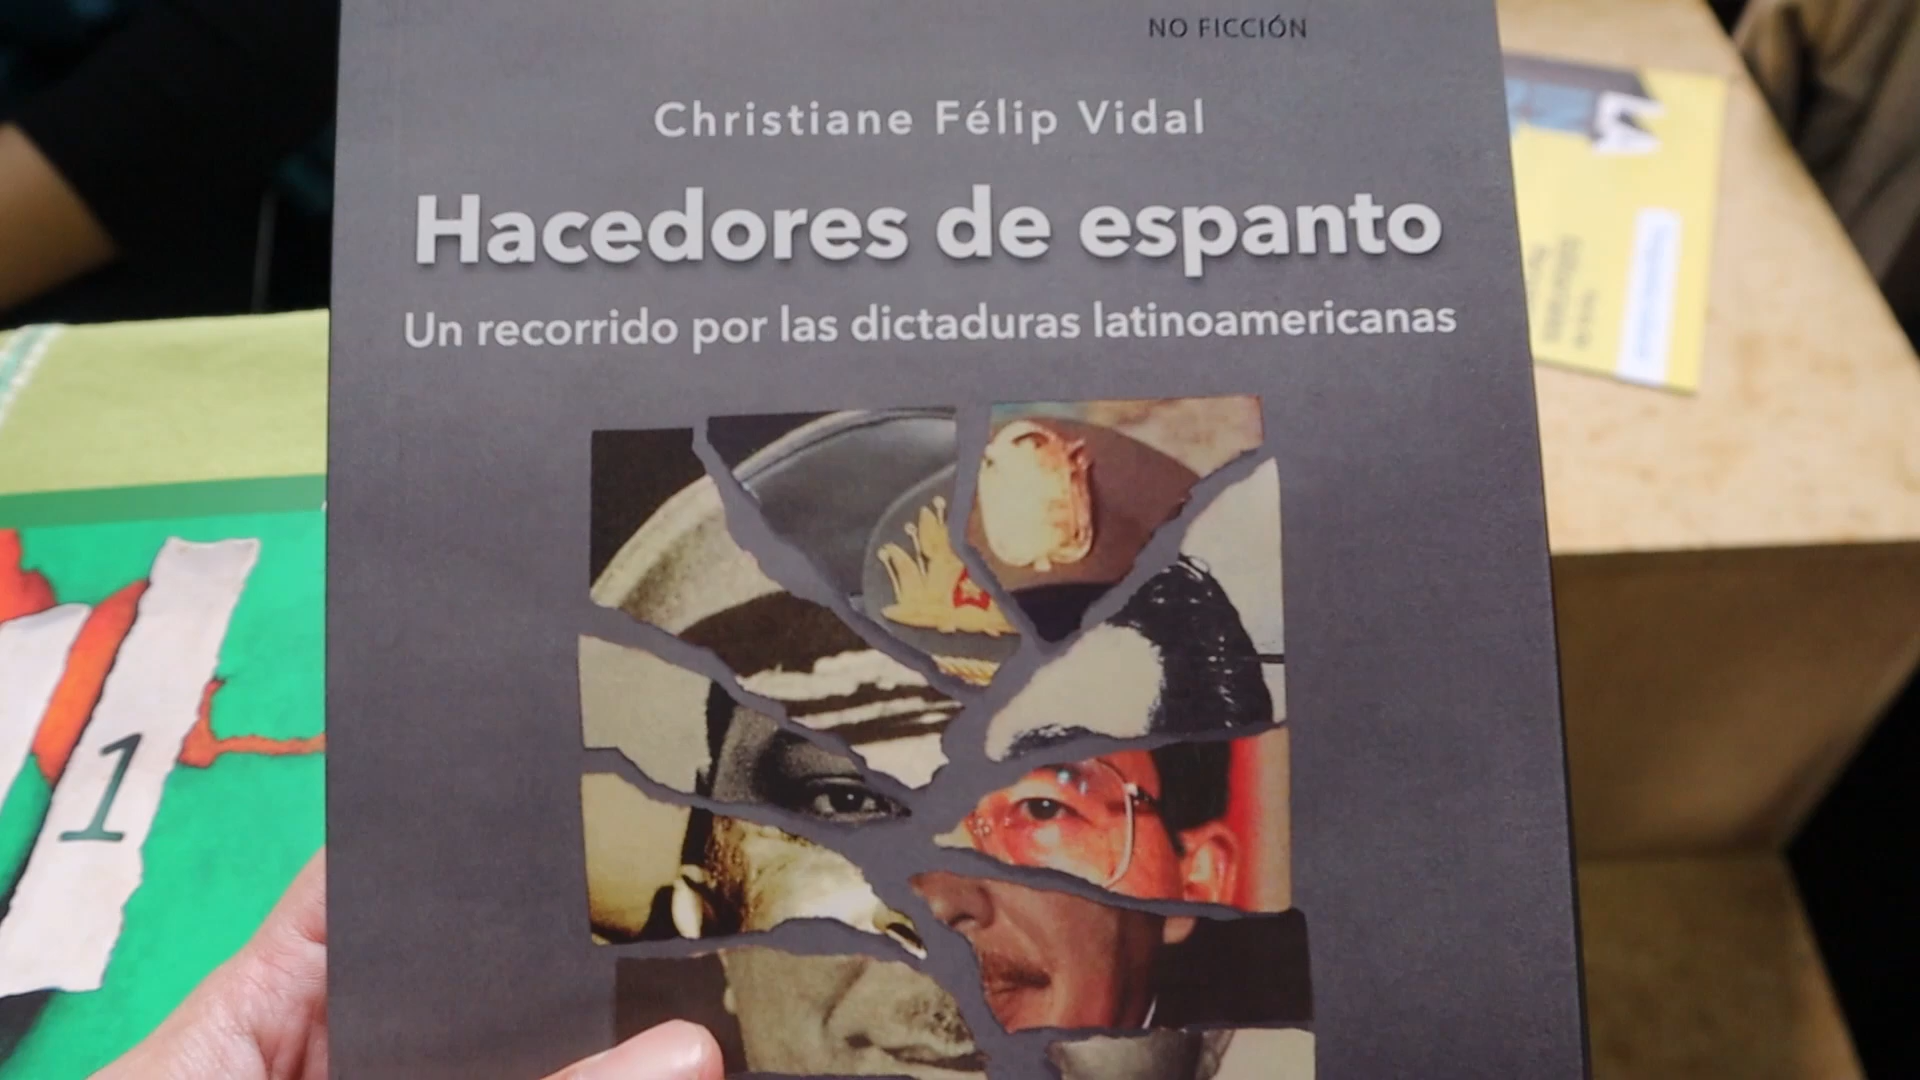 NO FICCIÓN
Christiane Félip Vidal
Hacedores de espanto
Un recorrido por las dictaduras latinoamericanas
1